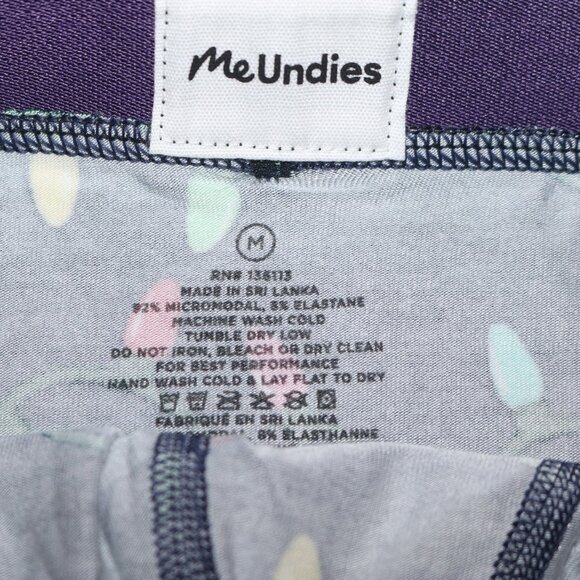 MeUndies
M
RN# 136113
MADE IN SRI LANKA
92% MICROMODAL, 8% ELASTANE
MACHINE WASH COLD
TUMBLE DRY LOW
DO NOT IRON, BLEACH OR DRY CLEAN
FOR BEST PERFORMANCE
HAND WASH COLD & LAY FLAT TO DRY
FABRIQUE EN SRI LANKA
8% ELASTHANNE